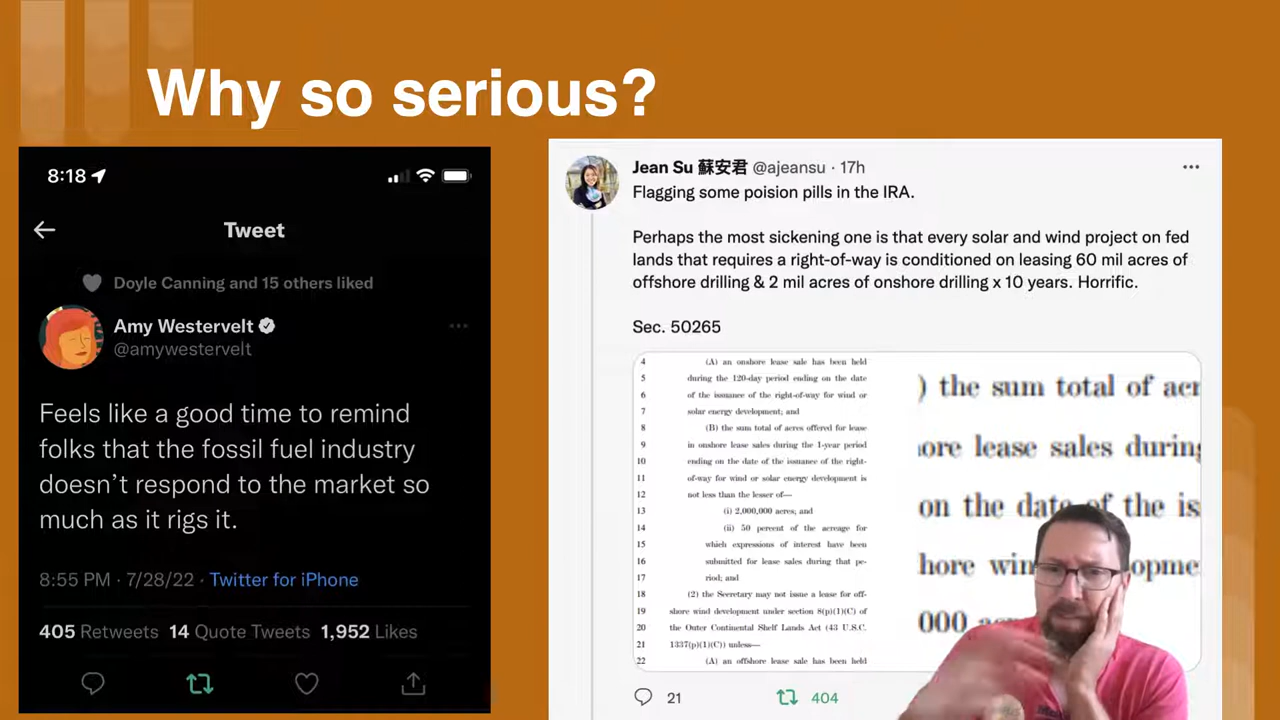 Why so serious?
8:18
Tweet
Doyle Canning and 15 others liked
Amy Westervelt
@amywestervelt
Feels like a good time to remind
folks that the fossil fuel industry
doesn’t respond to the market so
much as it rigs it.
8:55 PM · 7/28/22 · Twitter for iPhone
405 Retweets 14 Quote Tweets 1,952 Likes
Jean Su 蘇安君 @ajeansu · 17h
Flagging some poision pills in the IRA.
Perhaps the most sickening one is that every solar and wind project on fed
lands that requires a right-of-way is conditioned on leasing 60 mil acres of
offshore drilling & 2 mil acres of onshore drilling x 10 years. Horrific.
Sec. 50265
4 (A) an onshore lease sale has been held
5 during the 120-day period ending on the date
6 of the issuance of the right-of-way for wind or
7 solar energy development; and
8 (B) the sum total of acres offered for lease
9 in onshore lease sales during the 1-year period
10 ending on the date of the issuance of the right-
11 of-way for wind or solar energy development is
12 not less than the lesser of—
13 (i) 2,000,000 acres; and
14 (ii) 50 percent of the acreage for
15 which expressions of interest have been
16 submitted for lease sales during that pe-
17 riod; and
18 (2) the Secretary may not issue a lease for off-
19 shore wind development under section 8(p)(1)(C) of
20 the Outer Continental Shelf Lands Act (43 U.S.C.
21 1337(p)(1)(C)) unless—
22 (A) an offshore lease sale has been held
) the sum total of acr
ore lease sales during
on the date of the is
hore win opme
000
21 404